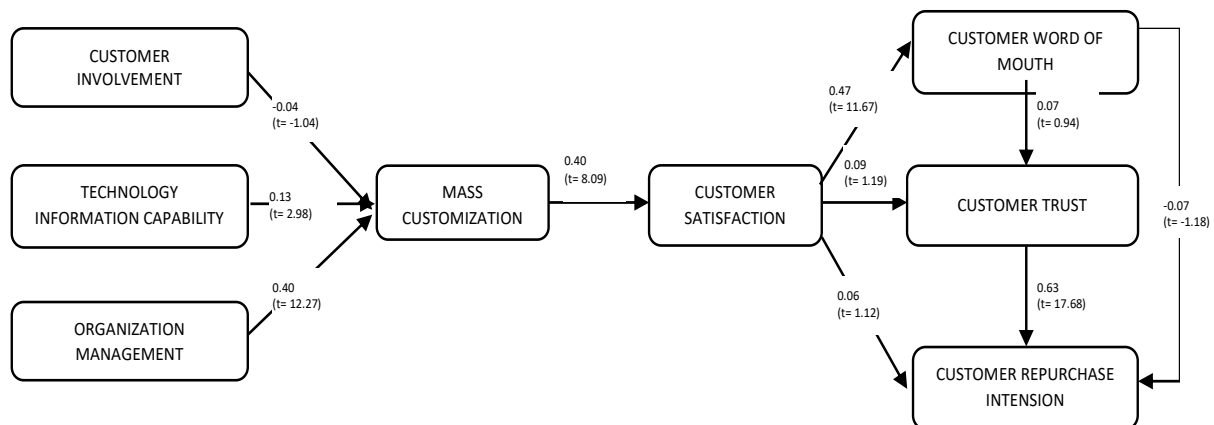 CUSTOMER
INVOLVEMENT
-0.04
(t= -1.04)
TECHNOLOGY
INFORMATION CAPABILITY
0.13
(t= 2.98)
ORGANIZATION
MANAGEMENT
0.40
(t= 12.27)
MASS
CUSTOMIZATION
0.40
(t= 8.09)
CUSTOMER
SATISFACTION
0.47
(t= 11.67)
0.09
(t= 1.19)
0.06
(t= 1.12)
CUSTOMER WORD OF
MOUTH
0.07
(t= 0.94)
CUSTOMER TRUST
-0.07
(t= -1.18)
0.63
(t= 17.68)
CUSTOMER REPURCHASE
INTENSION